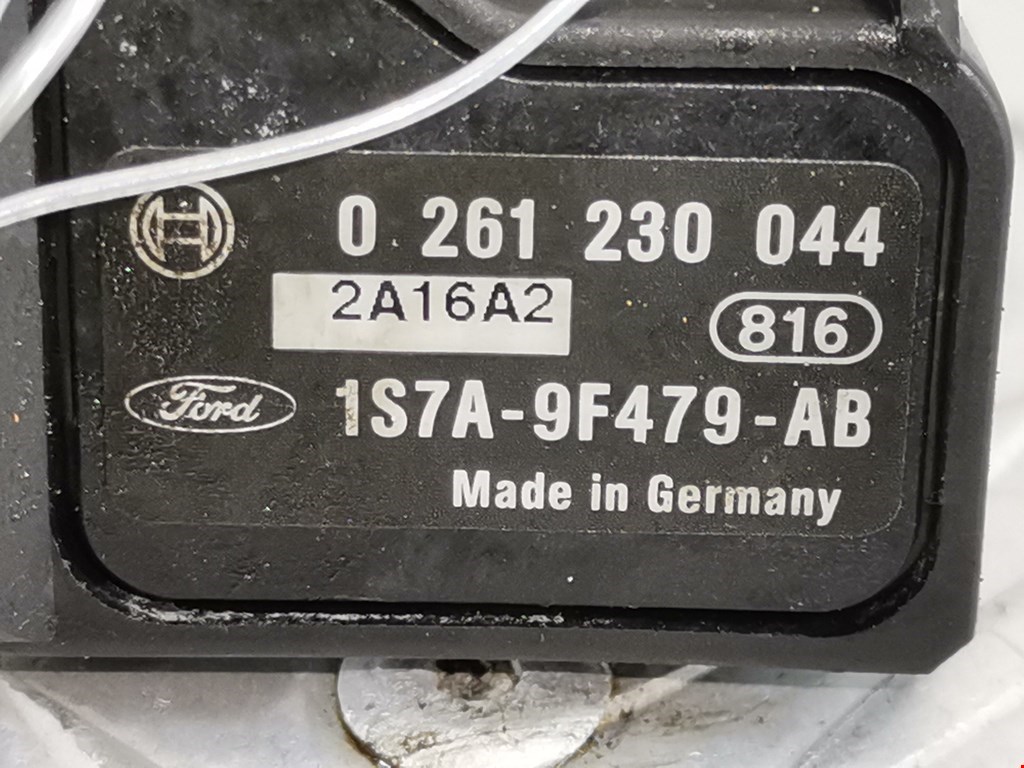 0 261 230 044
2A16A2
816
Ford 1S7A-9F479-AB
Made in Germany